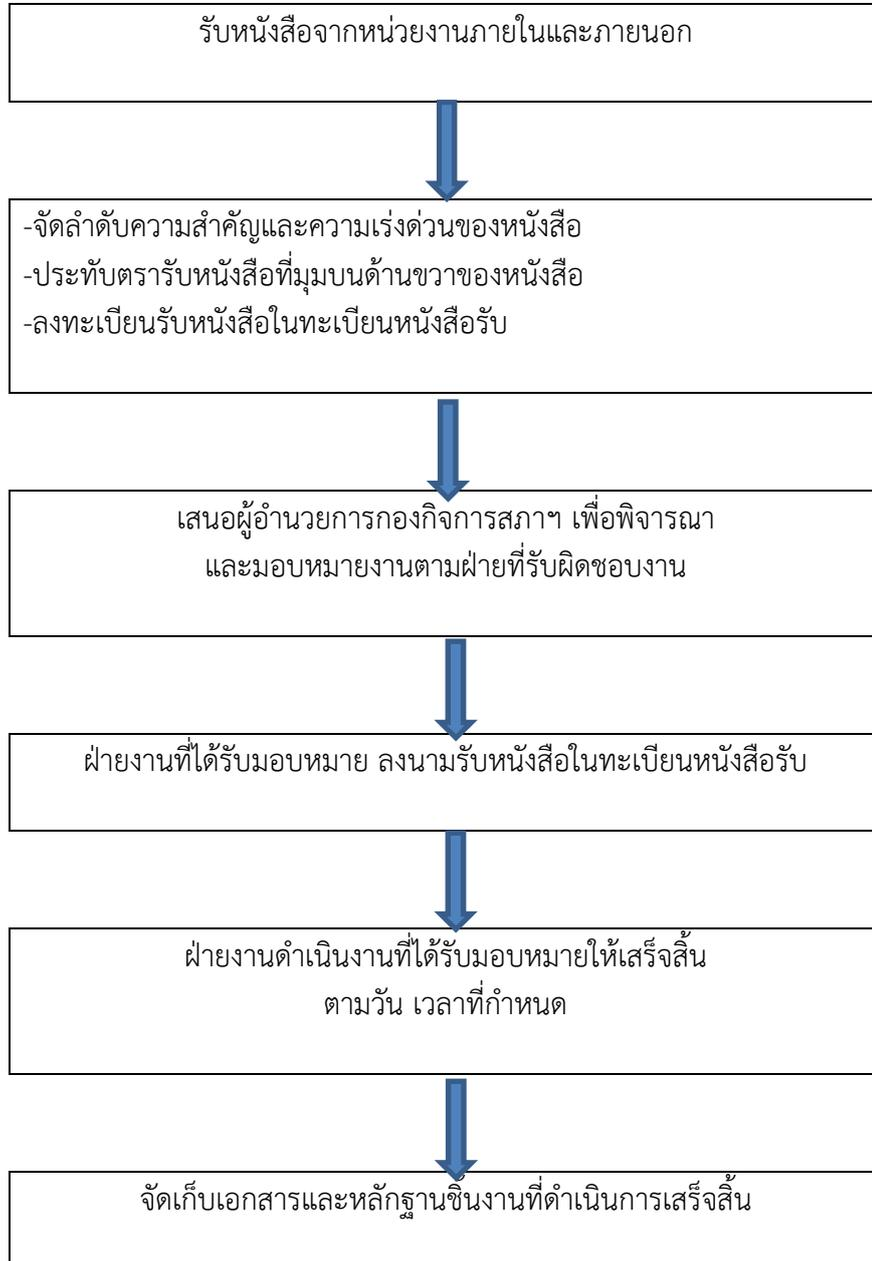 รับหนังสือจากหน่วยงานภายในและภายนอก
-จัดลำดับความสำคัญและความเร่งด่วนของหนังสือ
-ประทับตรารับหนังสือที่มุมบนด้านขวาของหนังสือ
-ลงทะเบียนรับหนังสือในทะเบียนหนังสือรับ
เสนอผู้อำนวยการกองกิจการสภาฯ เพื่อพิจารณา
และมอบหมายงานตามฝ่ายที่รับผิดชอบงาน
ฝ่ายงานที่ได้รับมอบหมาย ลงนามรับหนังสือในทะเบียนหนังสือรับ
ฝ่ายงานดำเนินงานที่ได้รับมอบหมายให้เสร็จสิ้น
ตามวัน เวลาที่กำหนด
จัดเก็บเอกสารและหลักฐานชิ้นงานที่ดำเนินการเสร็จสิ้น